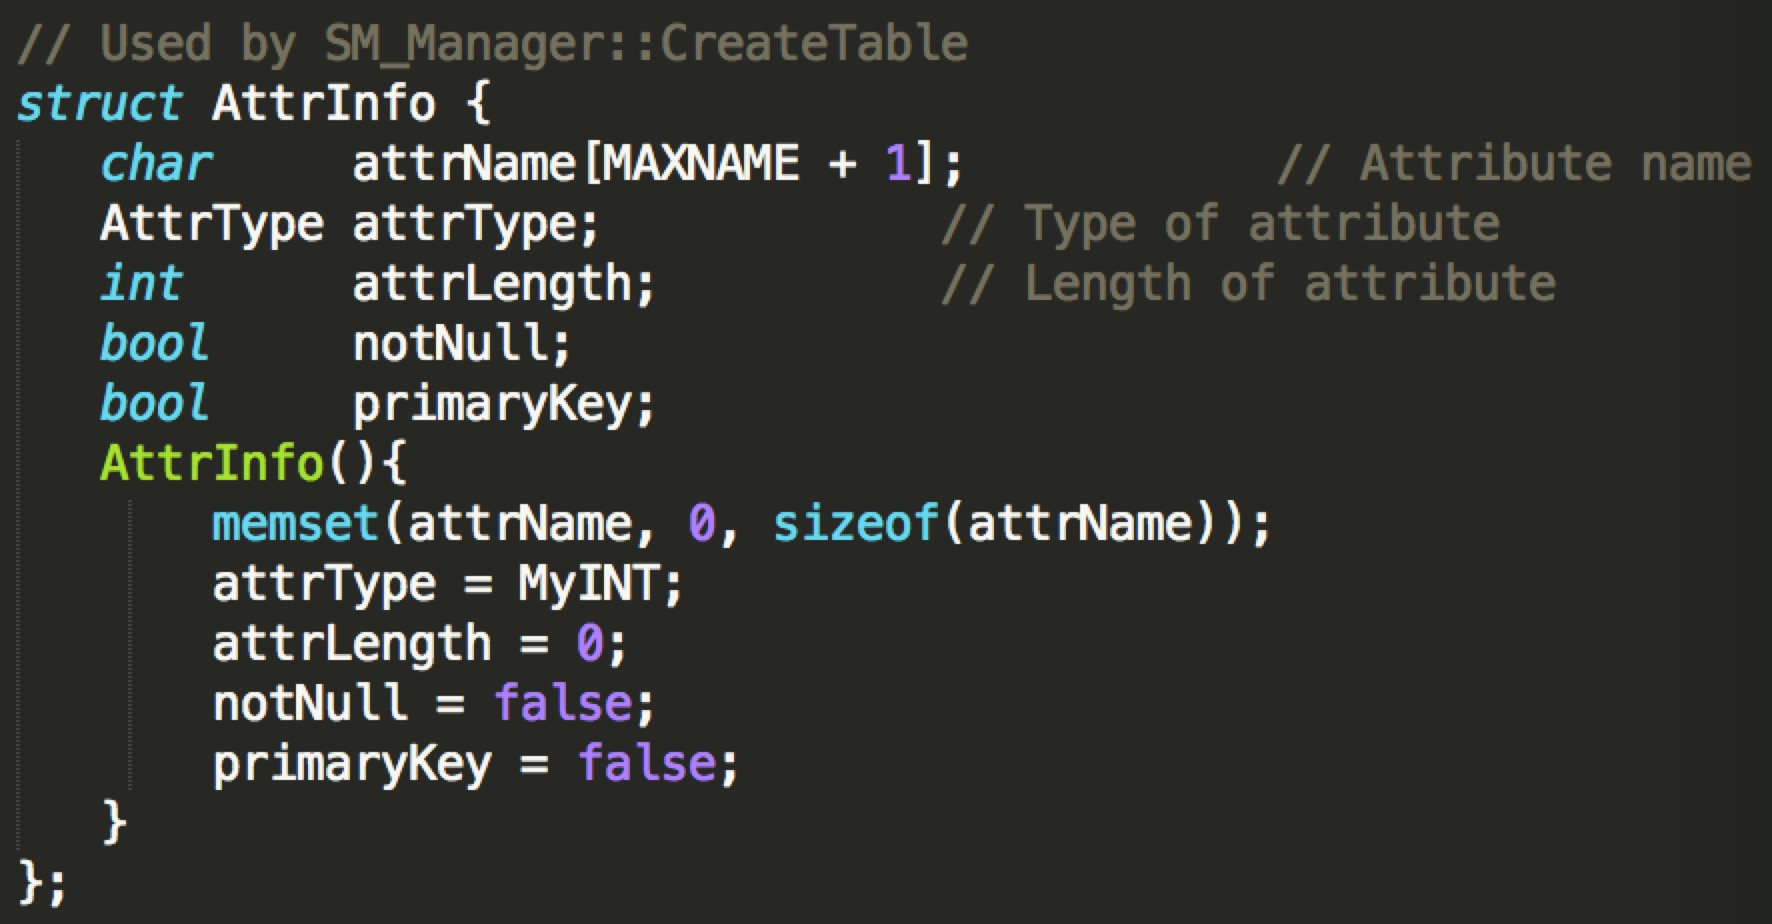 // Used by SM_Manager::CreateTable
struct AttrInfo {
char attrName[MAXNAME + 1]; // Attribute name
AttrType attrType; // Type of attribute
int attrLength; // Length of attribute
bool notNull;
bool primaryKey;
AttrInfo(){
memset(attrName, 0, sizeof(attrName));
attrType = MyINT;
attrLength = 0;
notNull = false;
primaryKey = false;
}
};